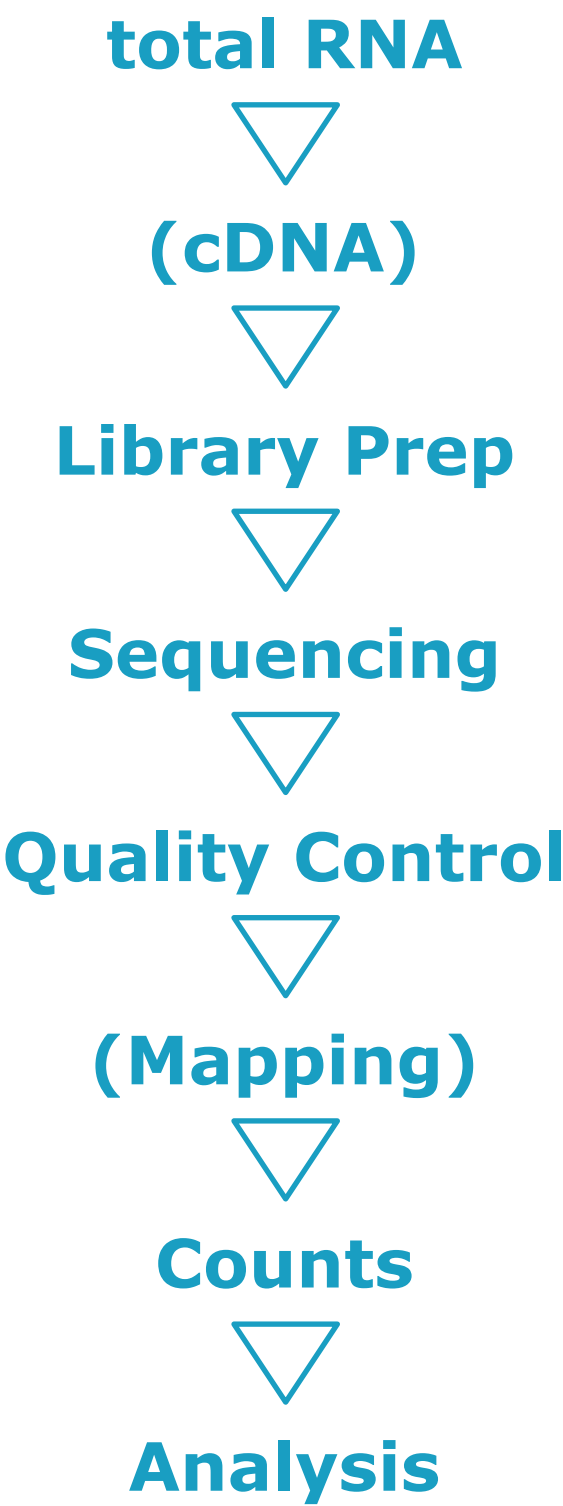 total RNA
(cDNA)
Library Prep
Sequencing
Quality Control
(Mapping)
Counts
Analysis